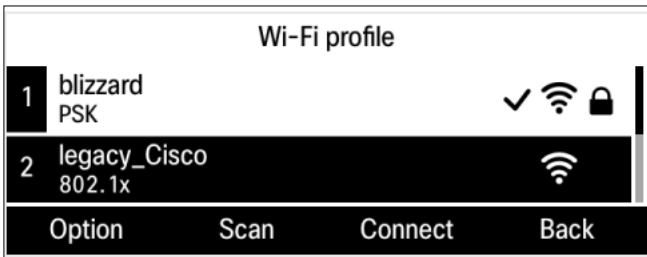 Wi-Fi profile
1 blizzard
PSK
2 legacy_Cisco
802.1x
Option Scan Connect Back